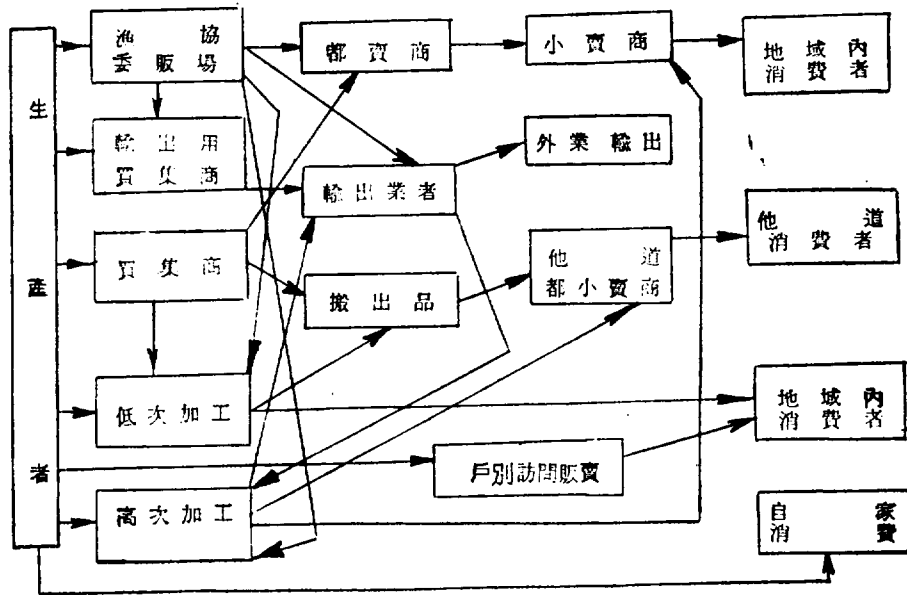 生產者
漁協
委販場
都賣商
小賣商
地域內
消費者
輸出用
買集商
輸出業者
外業輸出
買集商
搬出品
他道
都小賣商
他道
消費者
低次加工
地域內
消費者
戶別訪問販賣
高次加工
自家
消費